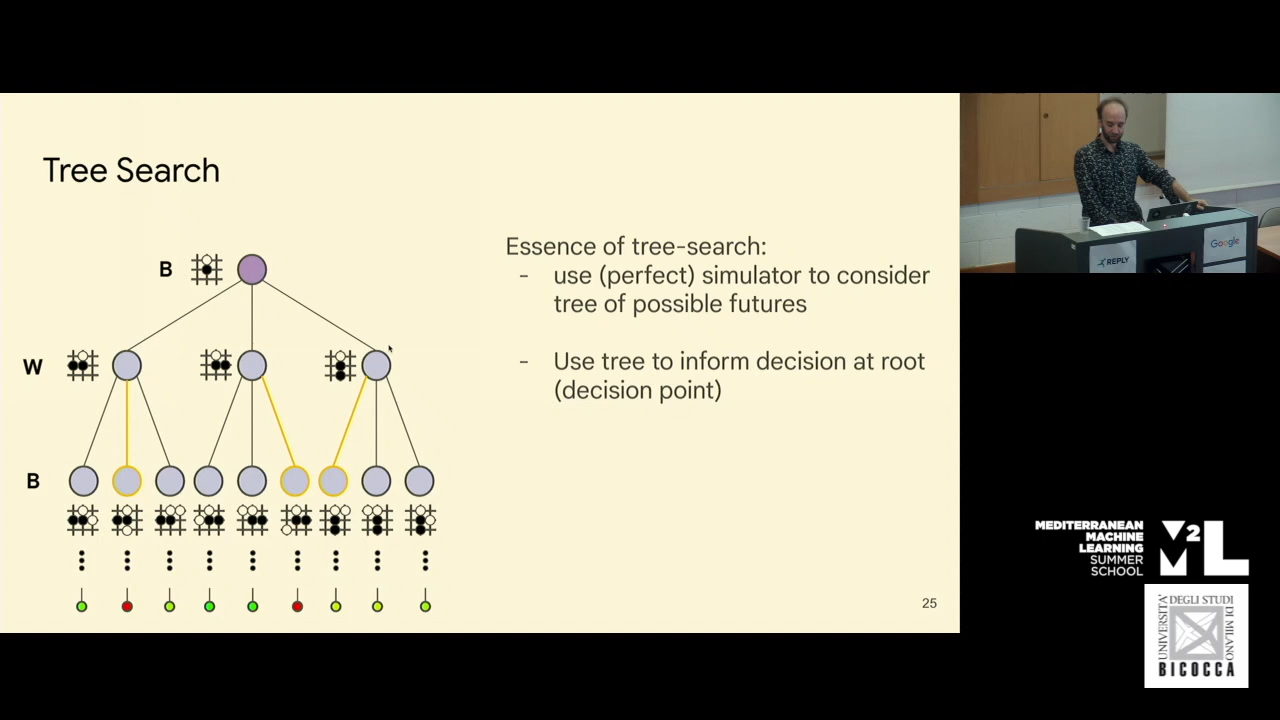 Tree Search
B
W
B
Essence of tree-search:
- use (perfect) simulator to consider
tree of possible futures
- Use tree to inform decision at root
(decision point)
25
REPLY
Google
MEDITERRANEAN
MACHINE
LEARNING
SUMMER
SCHOOL
M2L
UNIVERSITA'
DEGLI STUDI
DI MILANO
BICOCCA